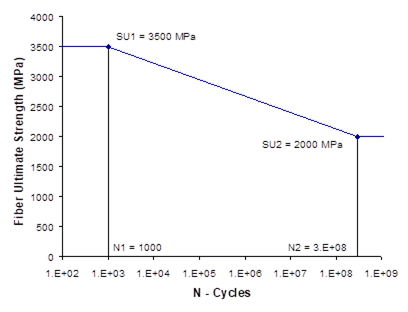 4000
SU1 = 3500 MPa
3500
3000
2500
SU2 = 2000 MPa
2000
1500
1000
500
N1 = 1000
N2 = 3.E+08
0
1.E+02 1.E+03 1.E+04 1.E+05 1.E+06 1.E+07 1.E+08 1.E+09
N - Cycles
Fiber Ultimate Strength (MPa)